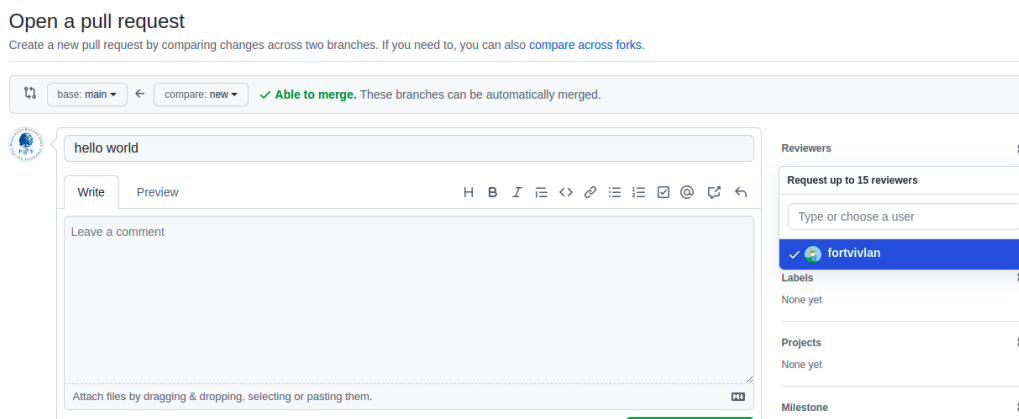 Open a pull request
Create a new pull request by comparing changes across two branches. If you need to, you can also compare across forks.
base: main
compare: new
Able to merge. These branches can be automatically merged.
hello world
Reviewers
Request up to 15 reviewers
Type or choose a user
fortvivlan
Write Preview
Leave a comment
Attach files by dragging & dropping, selecting or pasting them.
Labels
None yet
Projects
None yet
Milestone